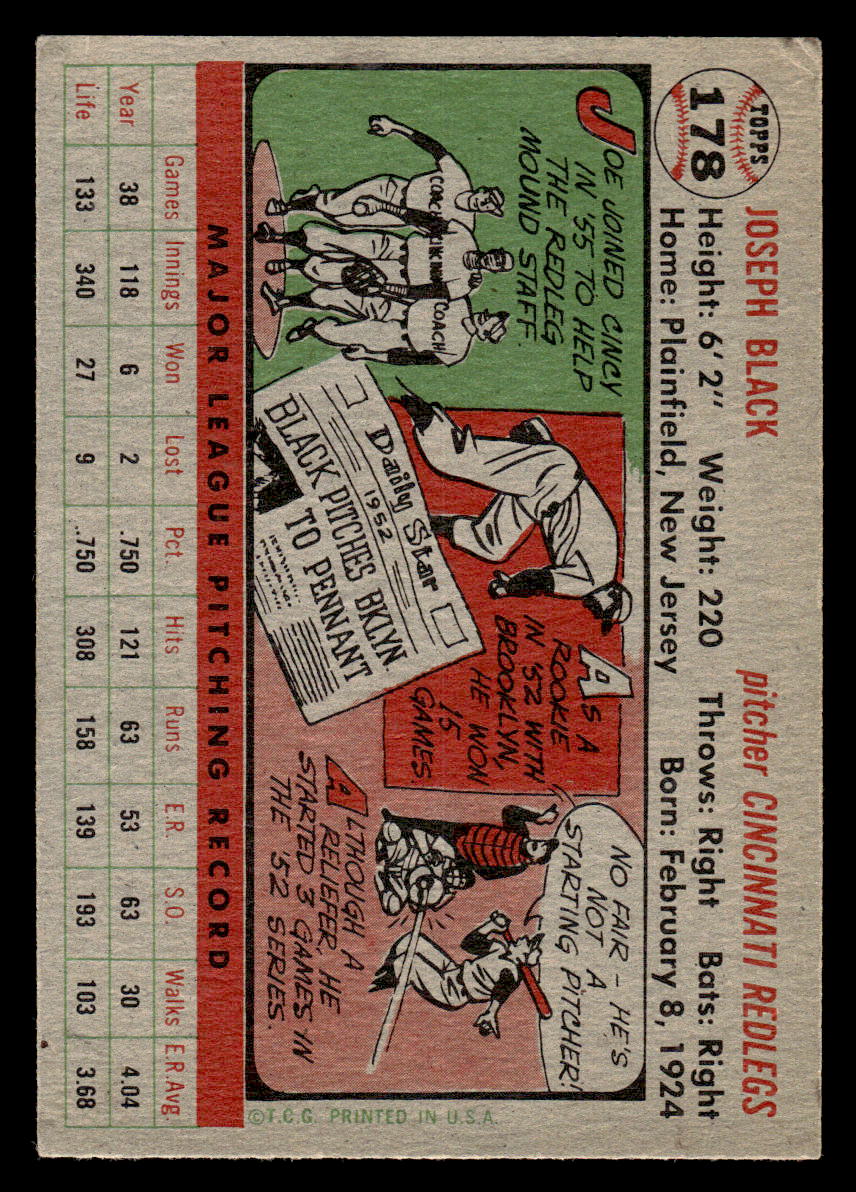 TOPPS
178
JOSEPH BLACK pitcher CINCINNATI REDLEGS
Height: 6' 2" Weight: 220 Throws: Right Bats: Right
Home: Plainfield, New Jersey Born: February 8, 1924
JOE JOINED CINCY
IN '55 TO HELP
THE REDLEG
MOUND STAFF.
COACH
COACH
Daily Star
1952
BLACK PITCHES BKLYN
TO PENNANT
AS A
ROOKIE
IN '52 WITH
BROOKLYN,
HE WON
15
GAMES
NO FAIR - HE'S
NOT A
STARTING PITCHER!
ALTHOUGH A
RELIEFER, HE
STARTED 3 GAMES IN
THE '52 SERIES.
©T.C.G. PRINTED IN U.S.A.
MAJOR LEAGUE PITCHING RECORD
Games Innings Won Lost Pct. Hits Runs E.R. S.O. Walks E.R.Avg.
Year 38 118 6 2 .750 121 63 53 63 30 4.04
Life 133 340 27 9 .750 308 158 139 193 103 3.68